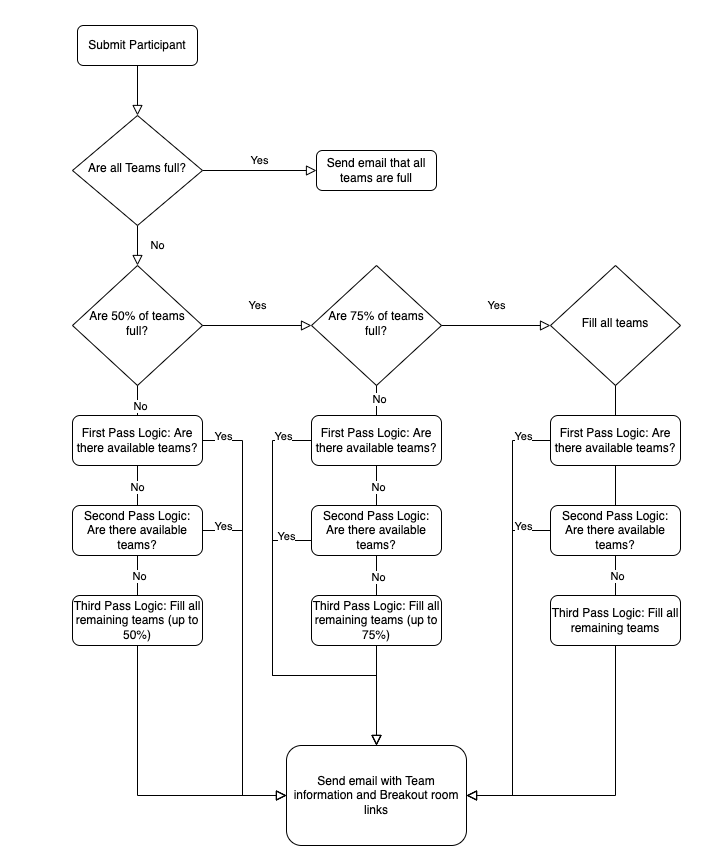 Submit Participant
Are all Teams full?
Yes
Send email that all
teams are full
No
Are 50% of teams
full?
Yes
Are 75% of teams
full?
Yes
Fill all teams
No
No
First Pass Logic: Are
there available teams?
Yes
Yes
First Pass Logic: Are
there available teams?
Yes
First Pass Logic: Are
there available teams?
No
No
Second Pass Logic:
Are there available
teams?
Yes
Yes
Second Pass Logic:
Are there available
teams?
Yes
Second Pass Logic:
Are there available
teams?
No
No
No
Third Pass Logic: Fill all
remaining teams (up to
50%)
Third Pass Logic: Fill all
remaining teams (up to
75%)
Third Pass Logic: Fill all
remaining teams
Send email with Team
information and Breakout room
links